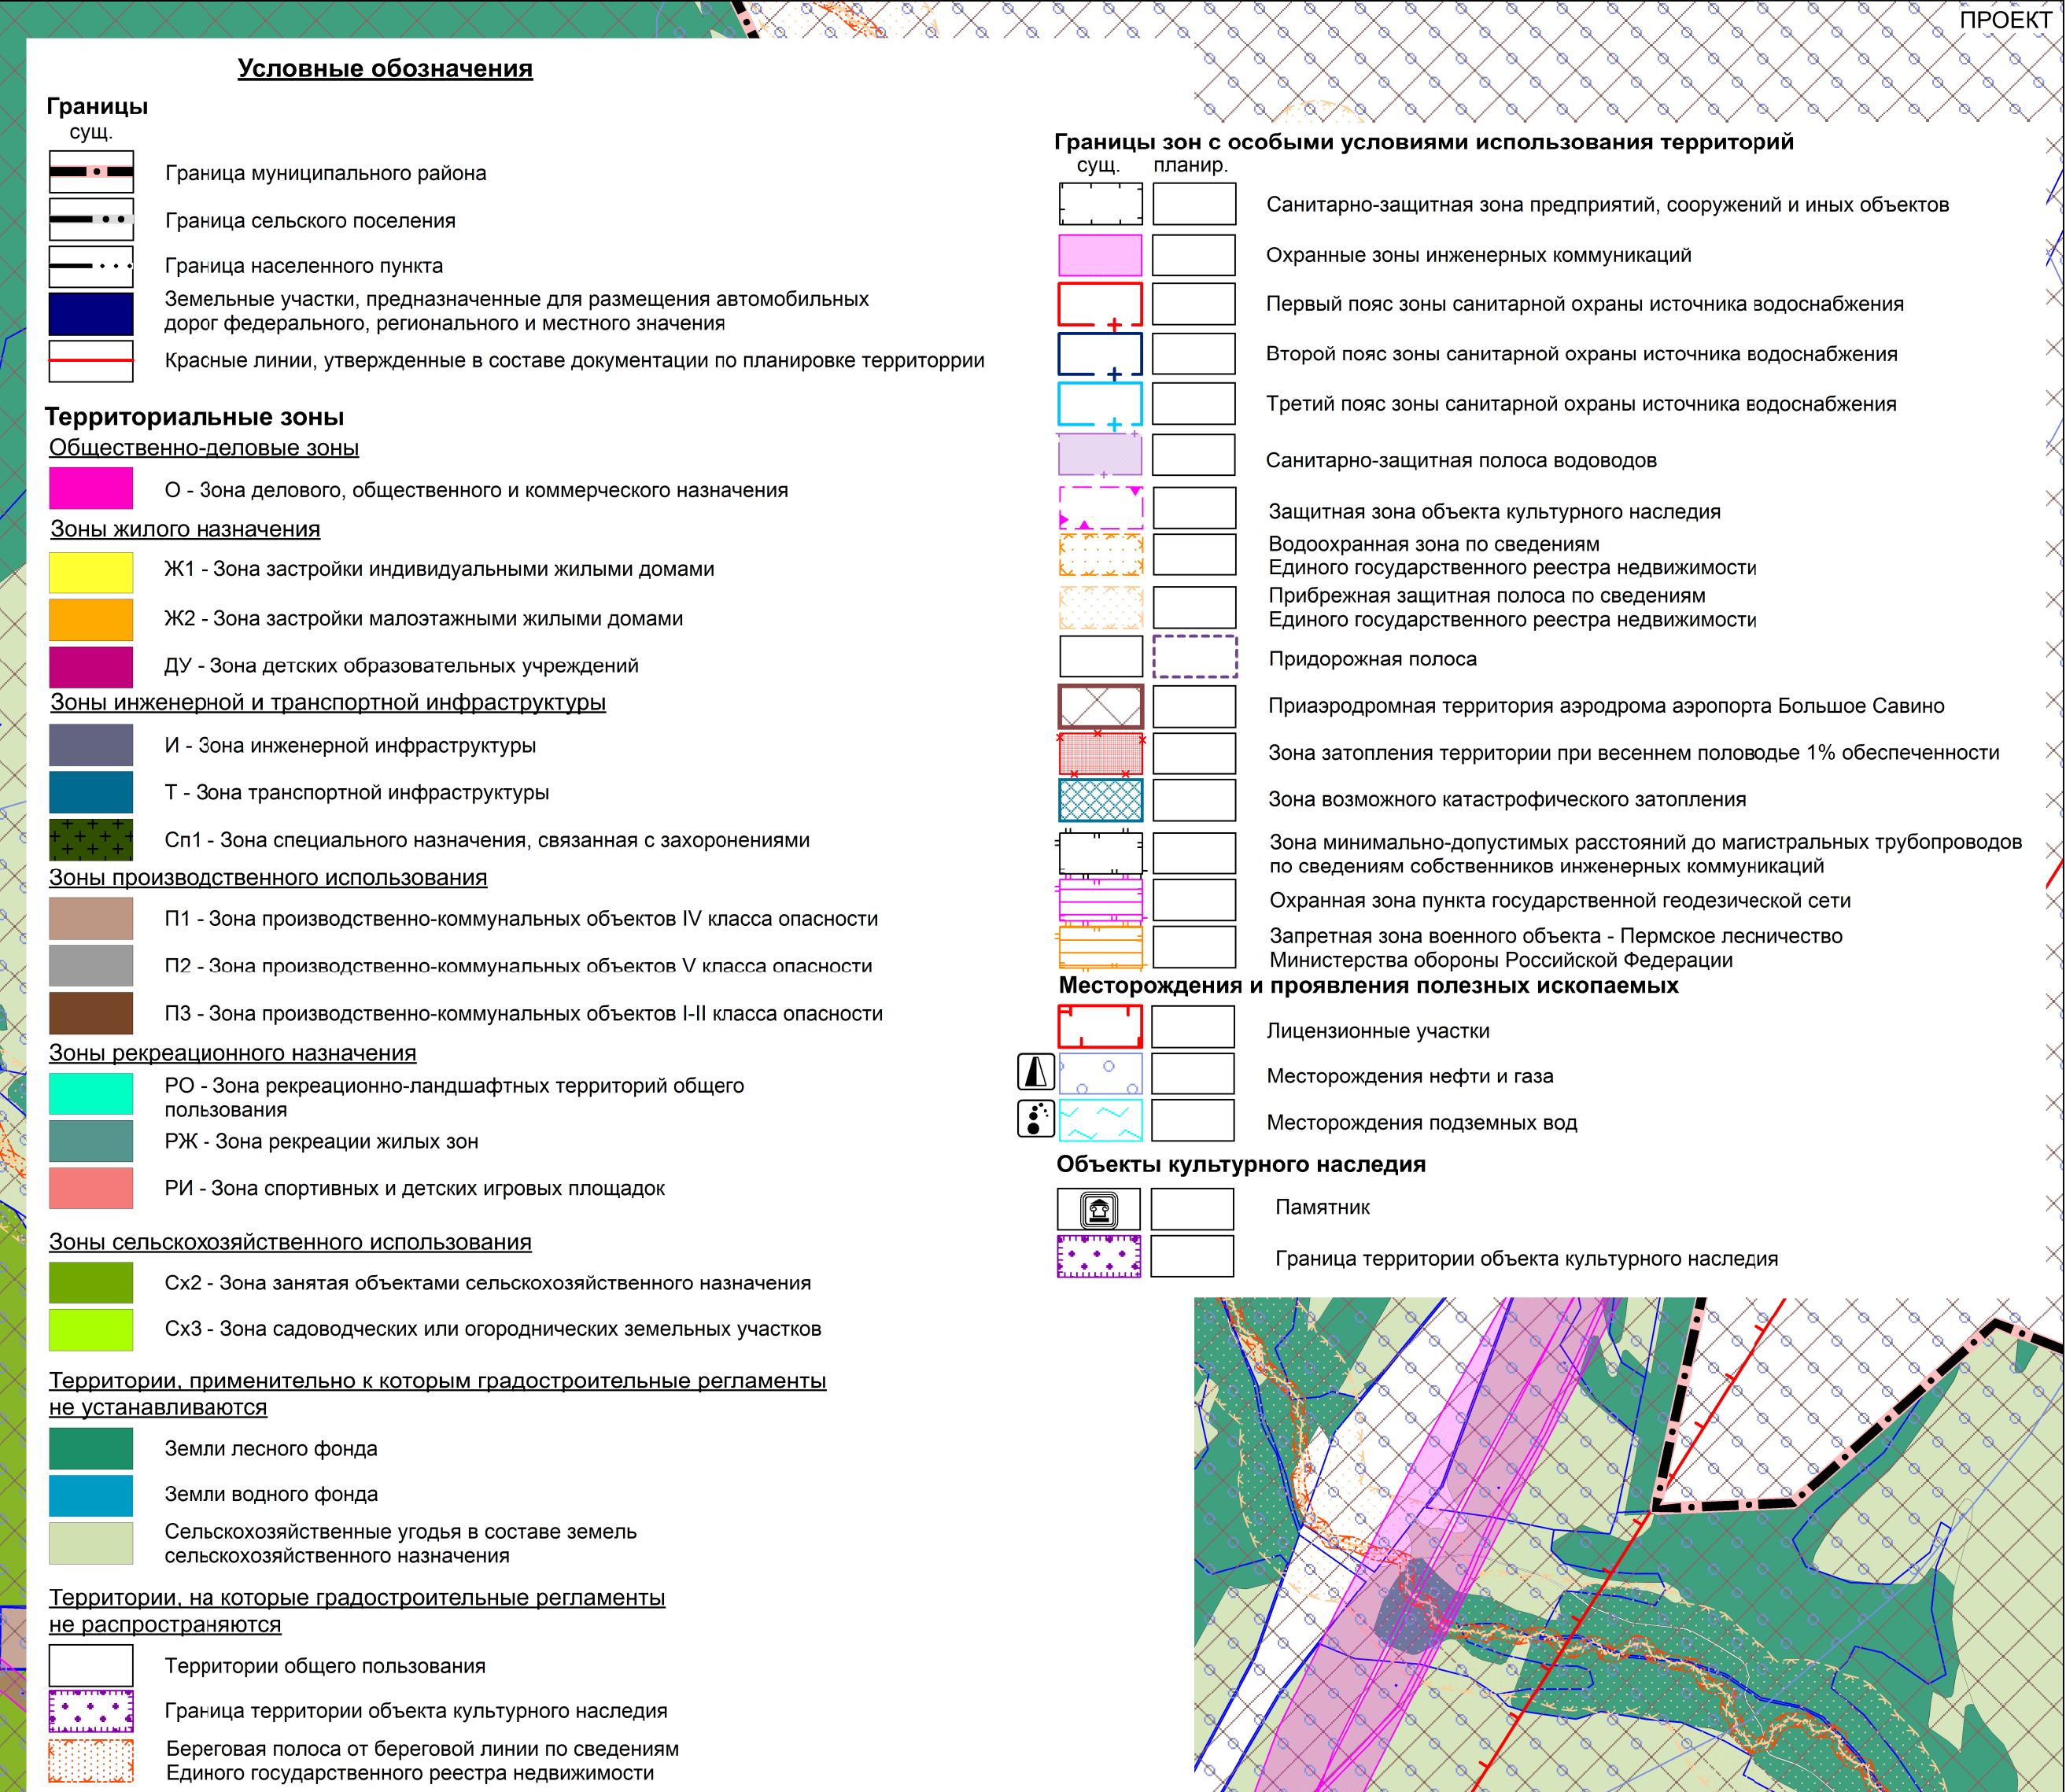 ПРОЕКТ
Условные обозначения
Границы
сущ.
Граница муниципального района
Граница сельского поселения
Граница населенного пункта
Земельные участки, предназначенные для размещения автомобильных
дорог федерального, регионального и местного значения
Красные линии, утвержденные в составе документации по планировке территоррии
Территориальные зоны
Общественно-деловые зоны
О - Зона делового, общественного и коммерческого назначения
Зоны жилого назначения
Ж1 - Зона застройки индивидуальными жилыми домами
Ж2 - Зона застройки малоэтажными жилыми домами
ДУ - Зона детских образовательных учреждений
Зоны инженерной и транспортной инфраструктуры
И - Зона инженерной инфраструктуры
Т - Зона транспортной инфраструктуры
Сп1 - Зона специального назначения, связанная с захоронениями
Зоны производственного использования
П1 - Зона производственно-коммунальных объектов IV класса опасности
П2 - Зона производственно-коммунальных объектов V класса опасности
П3 - Зона производственно-коммунальных объектов I-II класса опасности
Зоны рекреационного назначения
РО - Зона рекреационно-ландшафтных территорий общего
пользования
РЖ - Зона рекреации жилых зон
РИ - Зона спортивных и детских игровых площадок
Зоны сельскохозяйственного использования
Сх2 - Зона занятая объектами сельскохозяйственного назначения
Сх3 - Зона садоводческих или огороднических земельных участков
Территории, применительно к которым градостроительные регламенты
не устанавливаются
Земли лесного фонда
Земли водного фонда
Сельскохозяйственные угодья в составе земель
сельскохозяйственного назначения
Территории, на которые градостроительные регламенты
не распространяются
Территории общего пользования
Граница территории объекта культурного наследия
Береговая полоса от береговой линии по сведениям
Единого государственного реестра недвижимости
Границы зон с особыми условиями использования территорий
сущ. планир.
Санитарно-защитная зона предприятий, сооружений и иных объектов
Охранные зоны инженерных коммуникаций
Первый пояс зоны санитарной охраны источника водоснабжения
Второй пояс зоны санитарной охраны источника водоснабжения
Третий пояс зоны санитарной охраны источника водоснабжения
Санитарно-защитная полоса водоводов
Защитная зона объекта культурного наследия
Водоохранная зона по сведениям
Единого государственного реестра недвижимости
Прибрежная защитная полоса по сведениям
Единого государственного реестра недвижимости
Придорожная полоса
Приаэродромная территория аэродрома аэропорта Большое Савино
Зона затопления территории при весеннем половодье 1% обеспеченности
Зона возможного катастрофического затопления
Зона минимально-допустимых расстояний до магистральных трубопроводов
по сведениям собственников инженерных коммуникаций
Охранная зона пункта государственной геодезической сети
Запретная зона военного объекта - Пермское лесничество
Министерства обороны Российской Федерации
Месторождения и проявления полезных ископаемых
Лицензионные участки
Месторождения нефти и газа
Месторождения подземных вод
Объекты культурного наследия
Памятник
Граница территории объекта культурного наследия